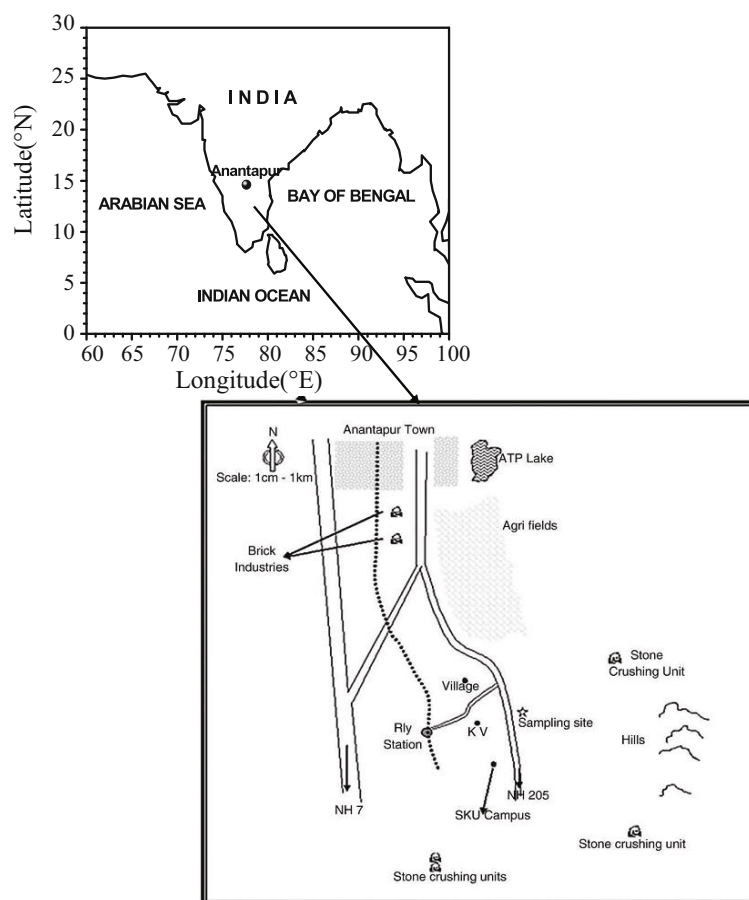 30
25
20
15
10
5
0
Latitude(°N)
I N D I A
Anantapur
ARABIAN SEA
BAY OF BENGAL
INDIAN OCEAN
60 65 70 75 80 85 90 95 100
Longitude(°E)
Anantapur Town
N
ATP Lake
Scale: 1cm - 1km
Agri fields
Brick
Industries
Stone
Crushing Unit
Village
Sampling site
Rly
Station
K V
Hills
NH 205
NH 7
SKU Campus
Stone crushing unit
Stone crushing units